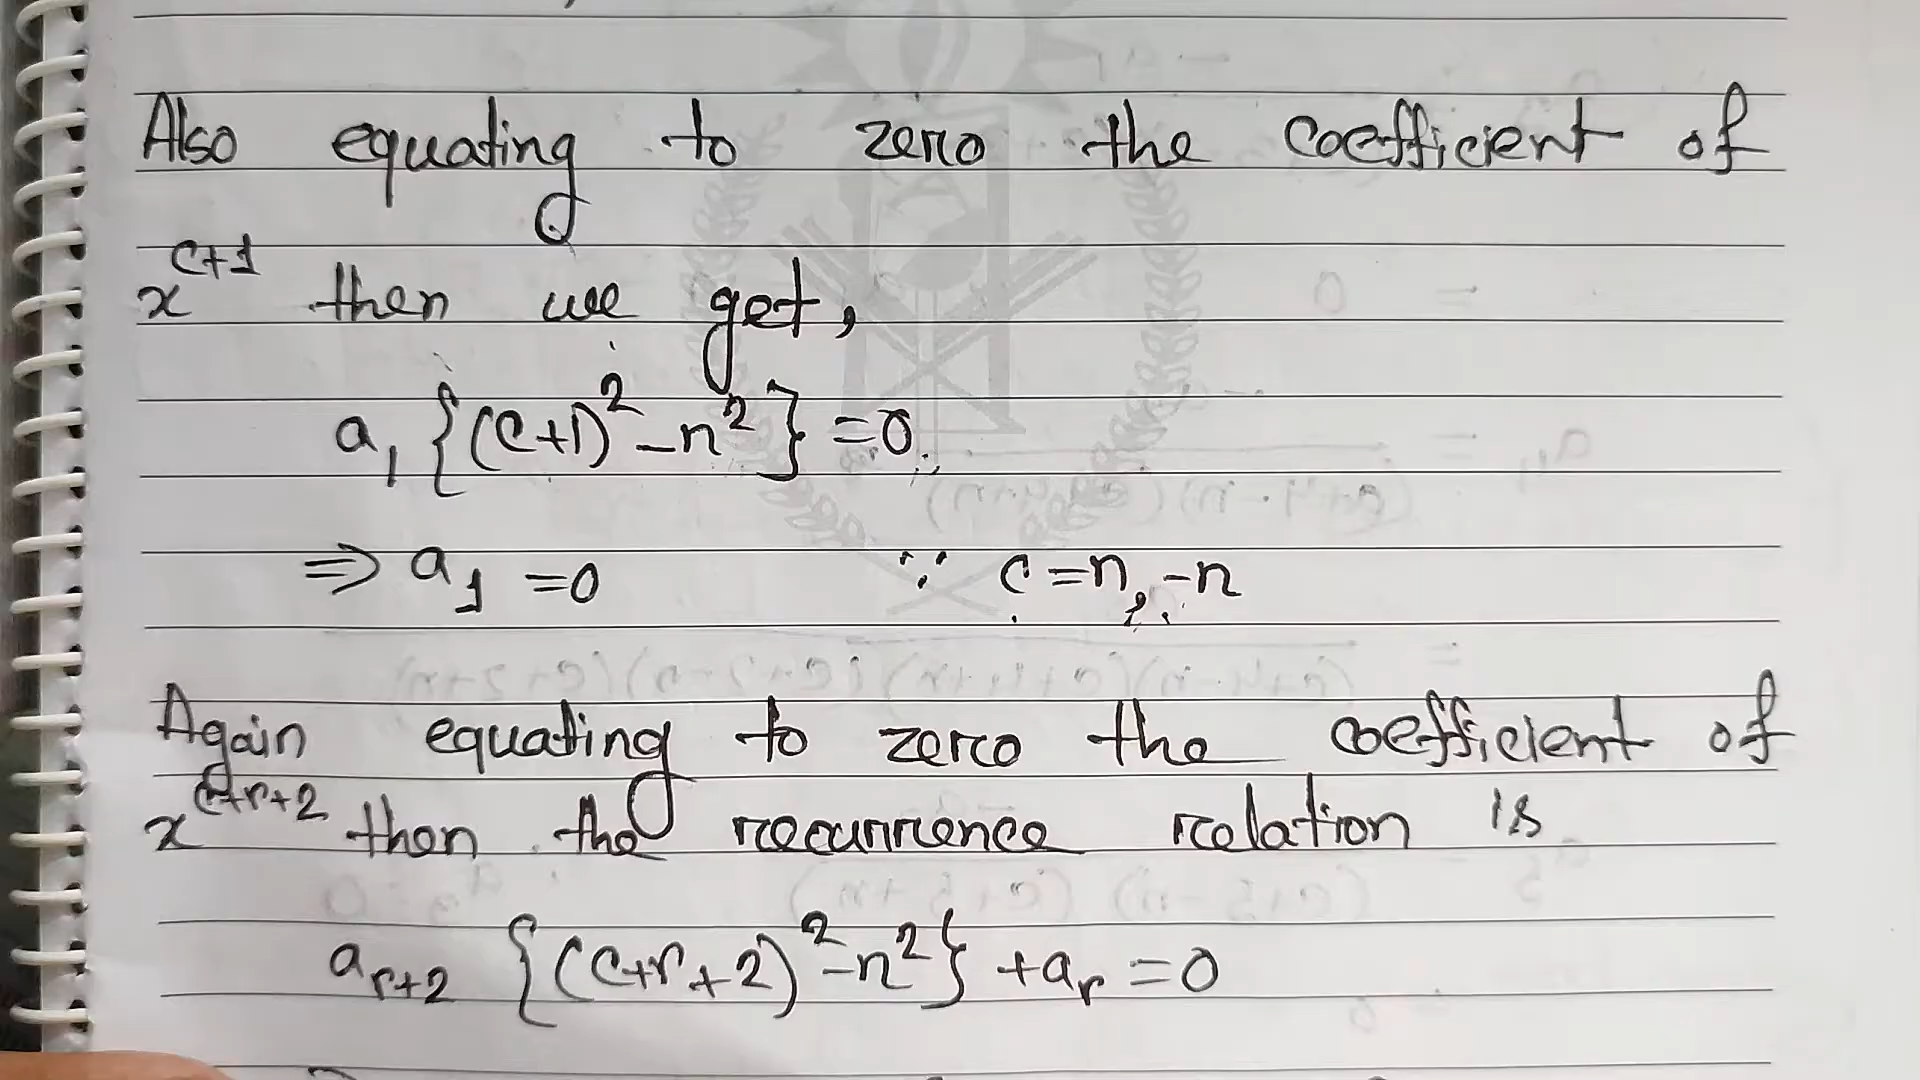 Also equating to zero the coefficient of
x^{c+1} then we get,
a_1 {(c+1)^2 - n^2} = 0
⇒ a_1 = 0 ∵ c = n, -n
Again equating to zero the coefficient of
x^{c+r+2} then the recurrence relation is
a_{r+2} {(c+r+2)^2 - n^2} + a_r = 0